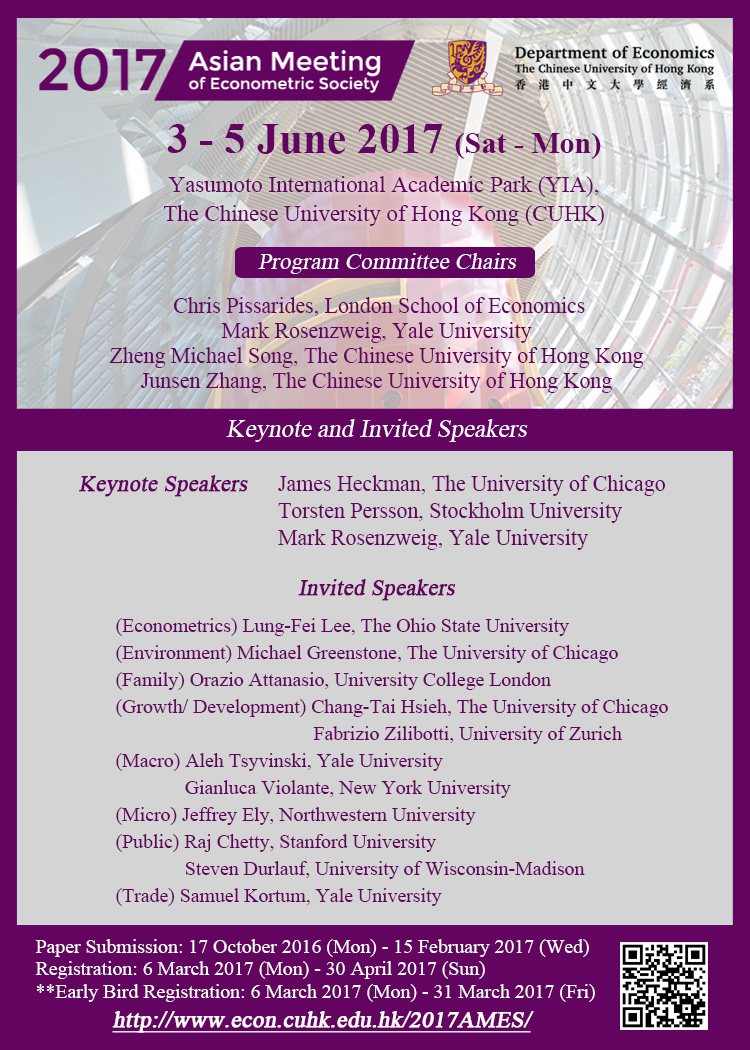 2017 Asian Meeting
of Econometric Society
Department of Economics
The Chinese University of Hong Kong
香港中文大學經濟系
3 - 5 June 2017 (Sat - Mon)
Yasumoto International Academic Park (YIA),
The Chinese University of Hong Kong (CUHK)
Program Committee Chairs
Chris Pissarides, London School of Economics
Mark Rosenzweig, Yale University
Zheng Michael Song, The Chinese University of Hong Kong
Junsen Zhang, The Chinese University of Hong Kong
Keynote and Invited Speakers
Keynote Speakers James Heckman, The University of Chicago
Torsten Persson, Stockholm University
Mark Rosenzweig, Yale University
Invited Speakers
(Econometrics) Lung-Fei Lee, The Ohio State University
(Environment) Michael Greenstone, The University of Chicago
(Family) Orazio Attanasio, University College London
(Growth/ Development) Chang-Tai Hsieh, The University of Chicago
Fabrizio Zilibotti, University of Zurich
(Macro) Aleh Tsyvinski, Yale University
Gianluca Violante, New York University
(Micro) Jeffrey Ely, Northwestern University
(Public) Raj Chetty, Stanford University
Steven Durlauf, University of Wisconsin-Madison
(Trade) Samuel Kortum, Yale University
Paper Submission: 17 October 2016 (Mon) - 15 February 2017 (Wed)
Registration: 6 March 2017 (Mon) - 30 April 2017 (Sun)
**Early Bird Registration: 6 March 2017 (Mon) - 31 March 2017 (Fri)
http://www.econ.cuhk.edu.hk/2017AMES/